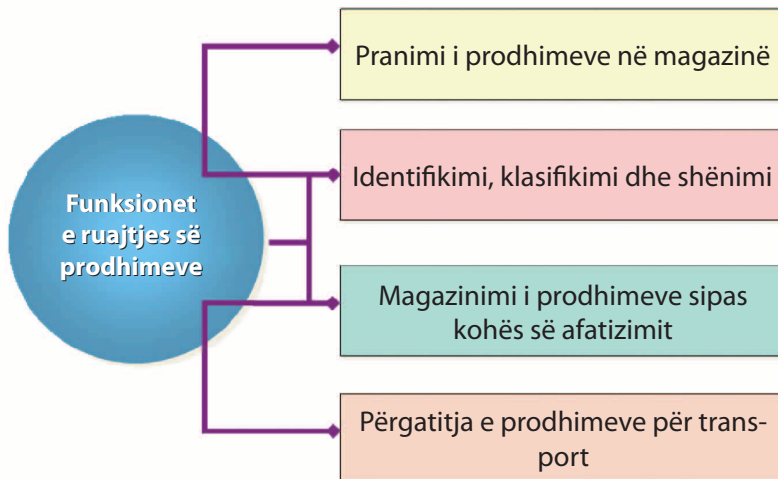 Funksionet
e ruajtjes së
prodhimeve
Pranimi i prodhimeve në magazinë
Identifikimi, klasifikimi dhe shënimi
Magazinimi i prodhimeve sipas
kohës së afatizimit
Përgatitja e prodhimeve për trans-
port